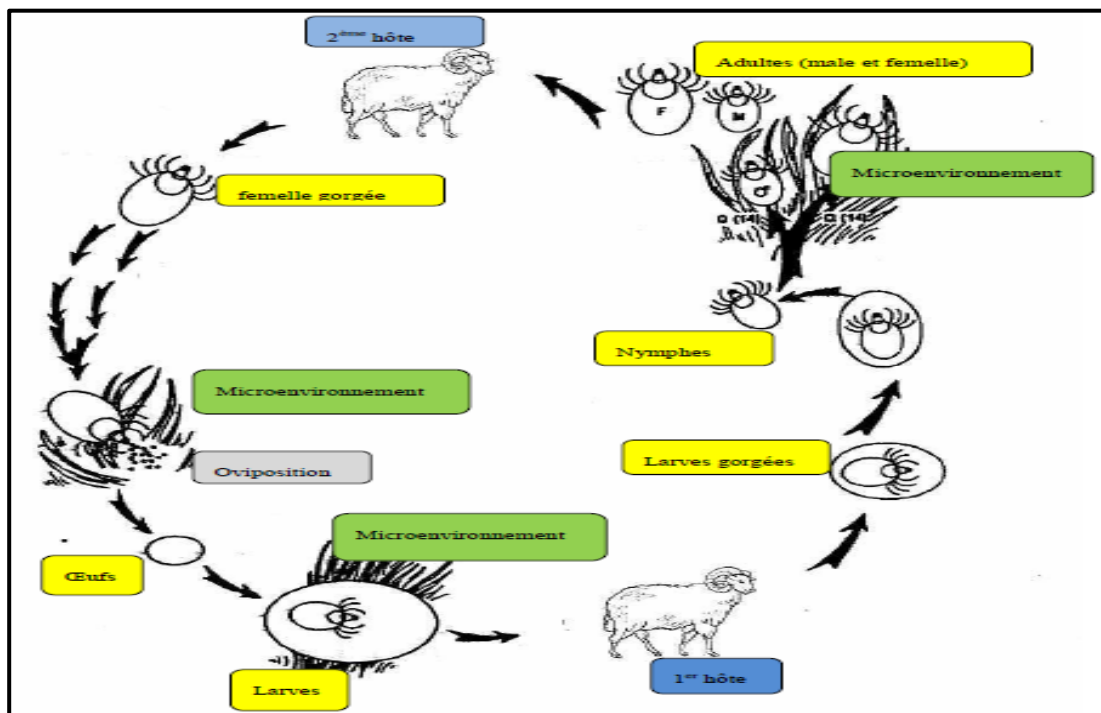 2ème hôte
Adultes (male et femelle)
F
M
Microenvironnement
femelle gorgée
Nymphes
Microenvironnement
Larves gorgées
Oviposition
Microenvironnement
Œufs
1er hôte
Larves